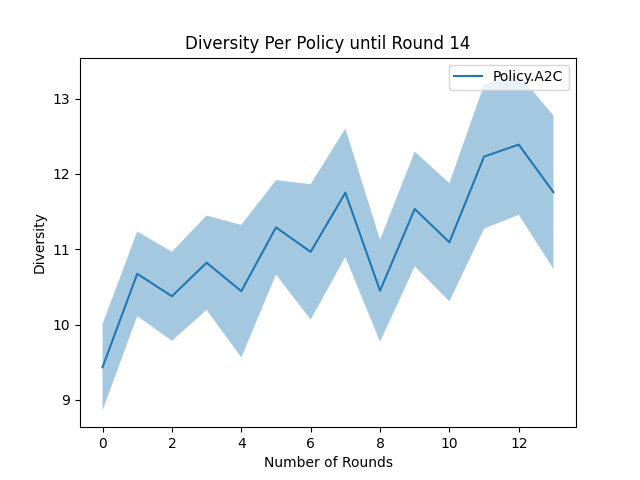 Diversity Per Policy until Round 14
Policy.A2C
13
12
11
10
9
Diversity
0 2 4 6 8 10 12
Number of Rounds